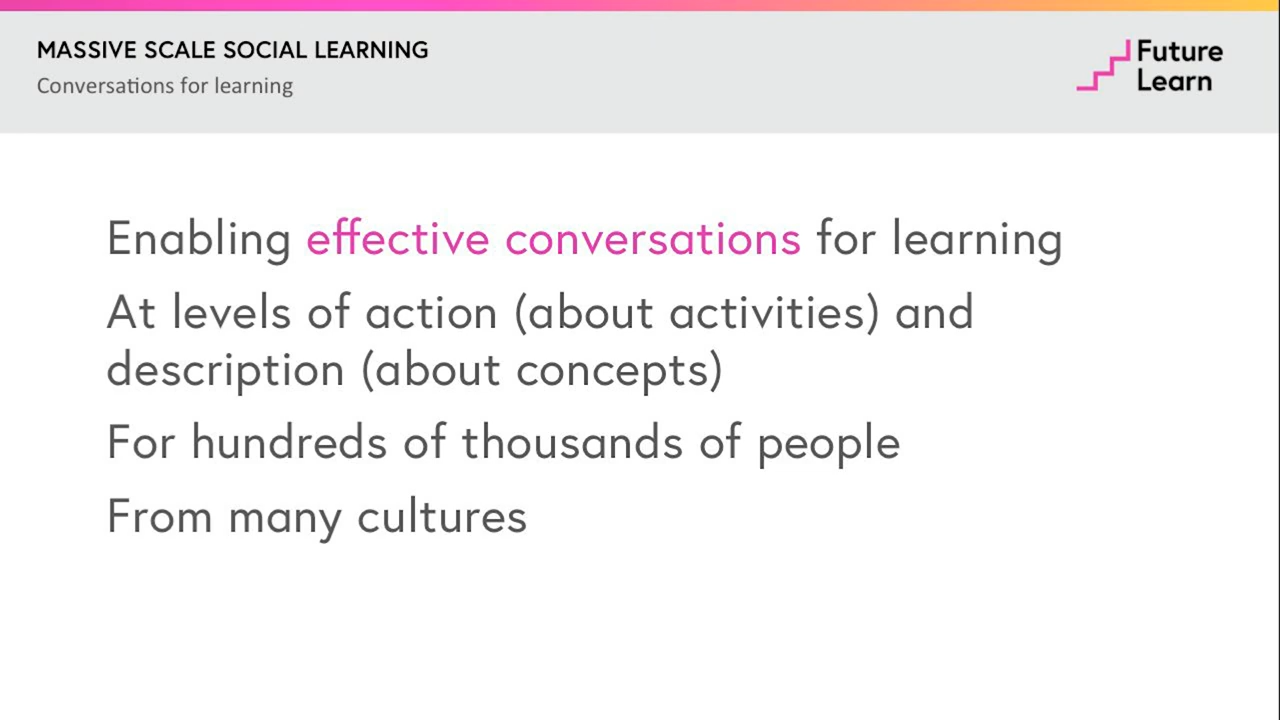 MASSIVE SCALE SOCIAL LEARNING
Conversations for learning
Future
Learn
Enabling effective conversations for learning
At levels of action (about activities) and
description (about concepts)
For hundreds of thousands of people
From many cultures